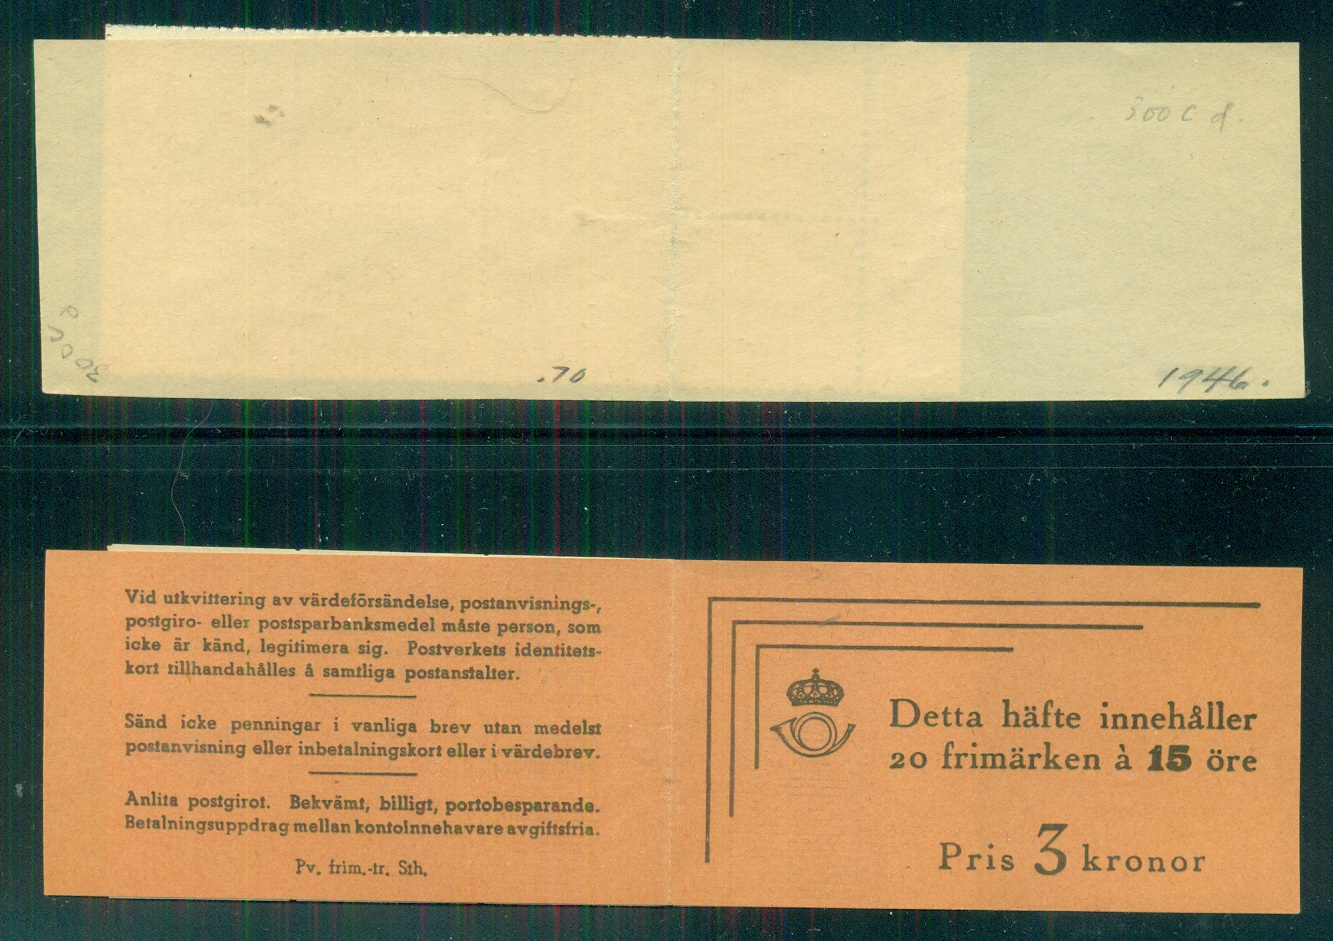 300 C d.
300 C
.70
1946.
Vid utkvittering av värdeförsändelse, postanvisnings-,
postgiro- eller postsparbanksmedel måste person, som
icke är känd, legitimera sig. Postverkets identitets-
kort tillhandahålles å samtliga postanstalter.
Sänd icke penningar i vanliga brev utan medelst
postanvisning eller inbetalningskort eller i värdebrev.
Anlita postgirot. Bekvämt, billigt, portobesparande.
Betalningsuppdrag mellan kontoinnehavare avgiftsfria.
Pv. frim.-tr. Sth.
Detta häfte innehåller
20 frimärken à 15 öre
Pris 3 kronor